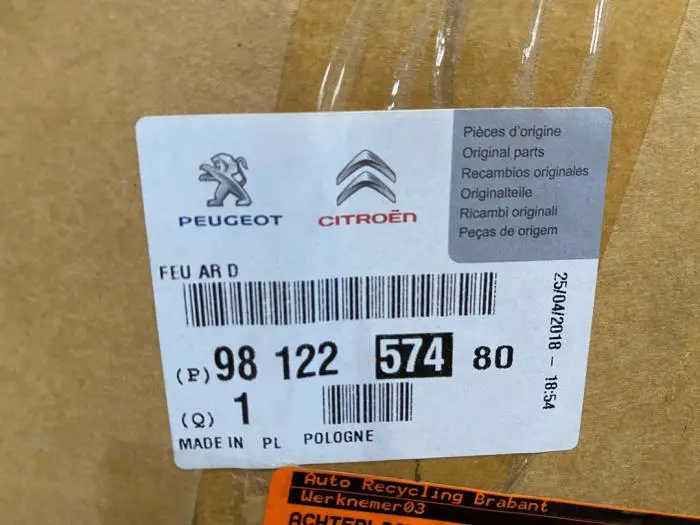 PEUGEOT
CITROËN
Pièces d'origine
Original parts
Recambios originales
Originalteile
Ricambi originali
Peças de origem
FEU AR D
(P) 98 122 574 80
(Q) 1
MADE IN PL POLOGNE
25/04/2018 - 18:54
Auto Recycling Brabant
Werknemer03